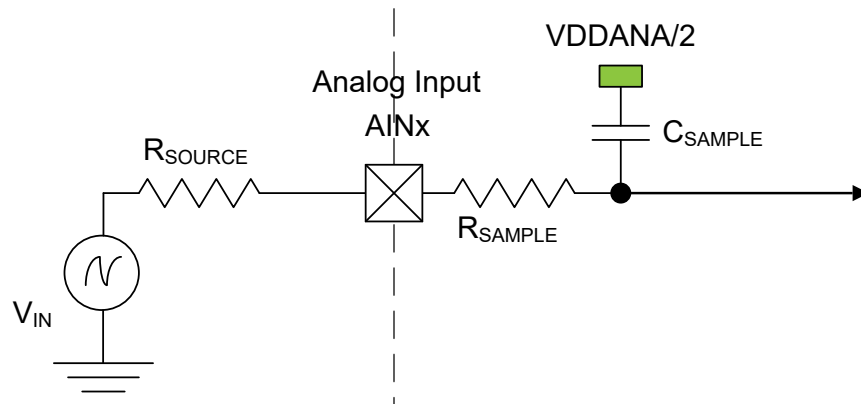 VDDANA/2
Analog Input
AINx
CSAMPLE
RSOURCE
RSAMPLE
VIN